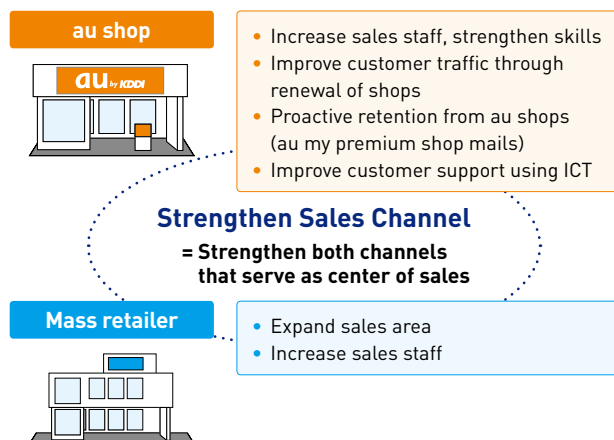 au shop
au by KDDI
• Increase sales staff, strengthen skills
• Improve customer traffic through
renewal of shops
• Proactive retention from au shops
(au my premium shop mails)
• Improve customer support using ICT
Strengthen Sales Channel
= Strengthen both channels
that serve as center of sales
Mass retailer
• Expand sales area
• Increase sales staff